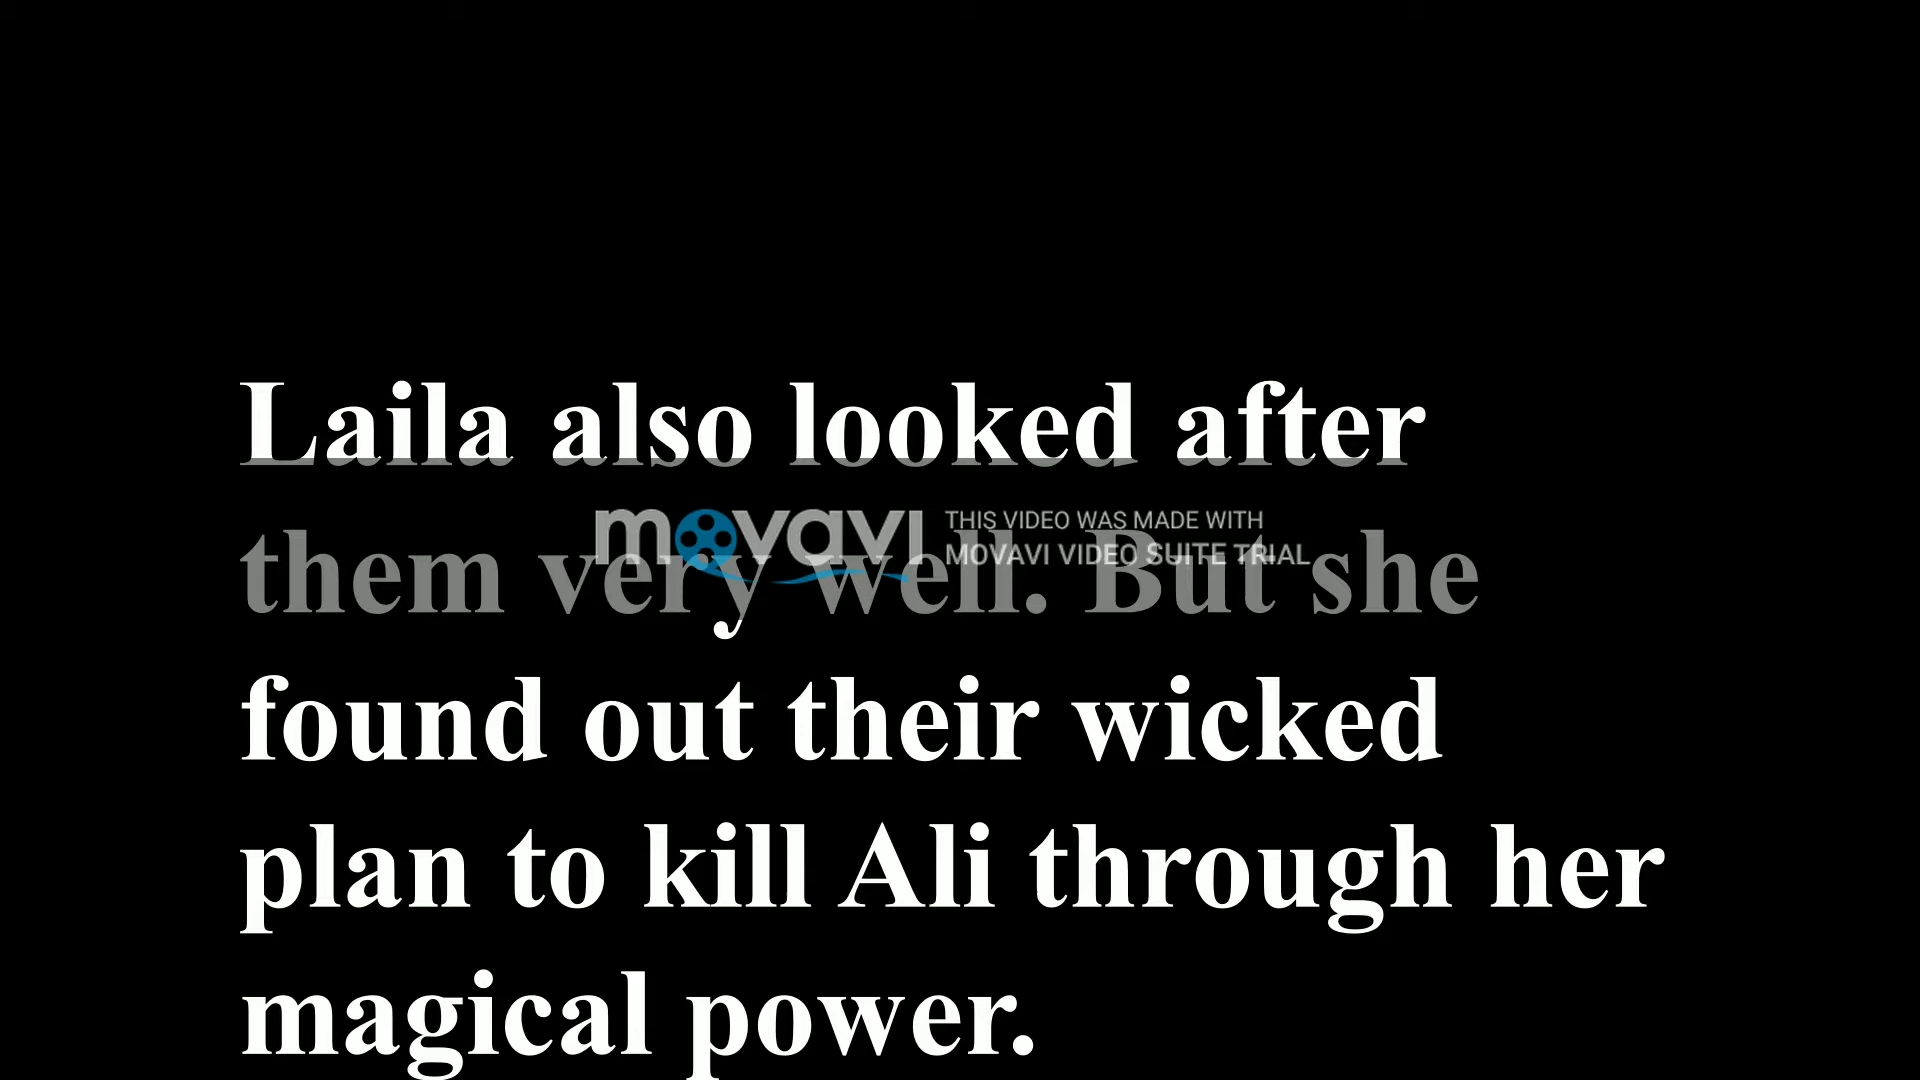 Laila also looked after
movavi THIS VIDEO WAS MADE WITH
MOVAVI VIDEO SUITE TRIAL
them very well. But she
found out their wicked
plan to kill Ali through her
magical power.